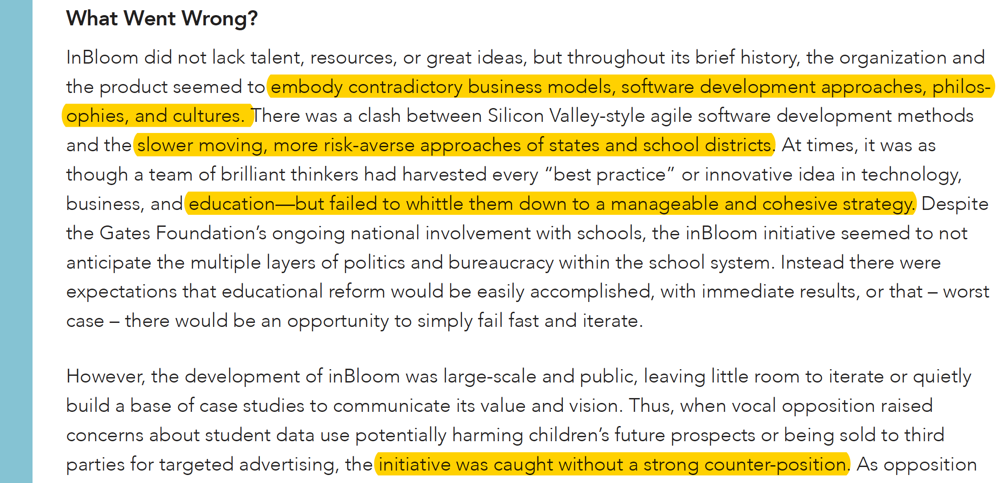 What Went Wrong?
InBloom did not lack talent, resources, or great ideas, but throughout its brief history, the organization and
the product seemed to embody contradictory business models, software development approaches, philos-
ophies, and cultures. There was a clash between Silicon Valley-style agile software development methods
and the slower moving, more risk-averse approaches of states and school districts. At times, it was as
though a team of brilliant thinkers had harvested every “best practice” or innovative idea in technology,
business, and education—but failed to whittle them down to a manageable and cohesive strategy. Despite
the Gates Foundation’s ongoing national involvement with schools, the inBloom initiative seemed to not
anticipate the multiple layers of politics and bureaucracy within the school system. Instead there were
expectations that educational reform would be easily accomplished, with immediate results, or that – worst
case – there would be an opportunity to simply fail fast and iterate.
However, the development of inBloom was large-scale and public, leaving little room to iterate or quietly
build a base of case studies to communicate its value and vision. Thus, when vocal opposition raised
concerns about student data use potentially harming children’s future prospects or being sold to third
parties for targeted advertising, the initiative was caught without a strong counter-position. As opposition